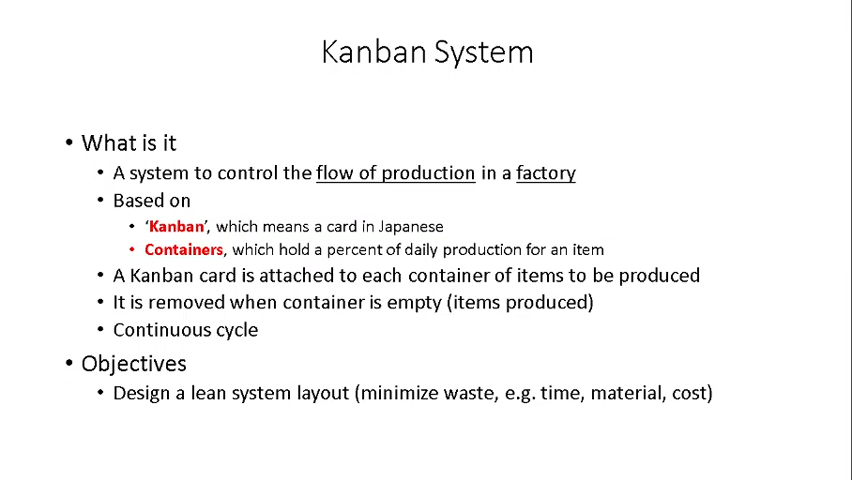 Kanban System
• What is it
• A system to control the flow of production in a factory
• Based on
• ‘Kanban’, which means a card in Japanese
• Containers, which hold a percent of daily production for an item
• A Kanban card is attached to each container of items to be produced
• It is removed when container is empty (items produced)
• Continuous cycle
• Objectives
• Design a lean system layout (minimize waste, e.g. time, material, cost)